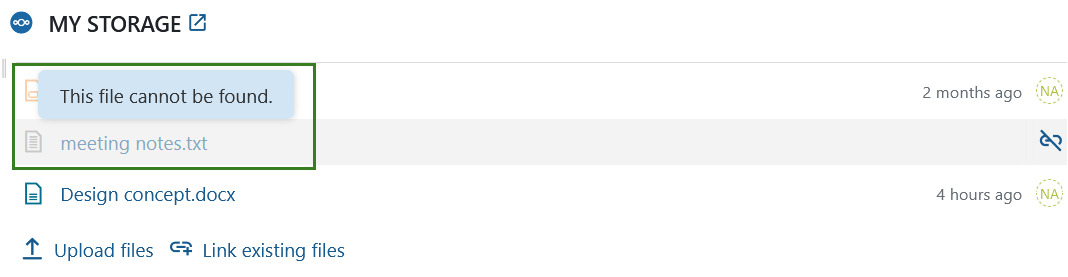 MY STORAGE
This file cannot be found.
2 months ago NA
meeting notes.txt
Design concept.docx 4 hours ago NA
Upload files Link existing files